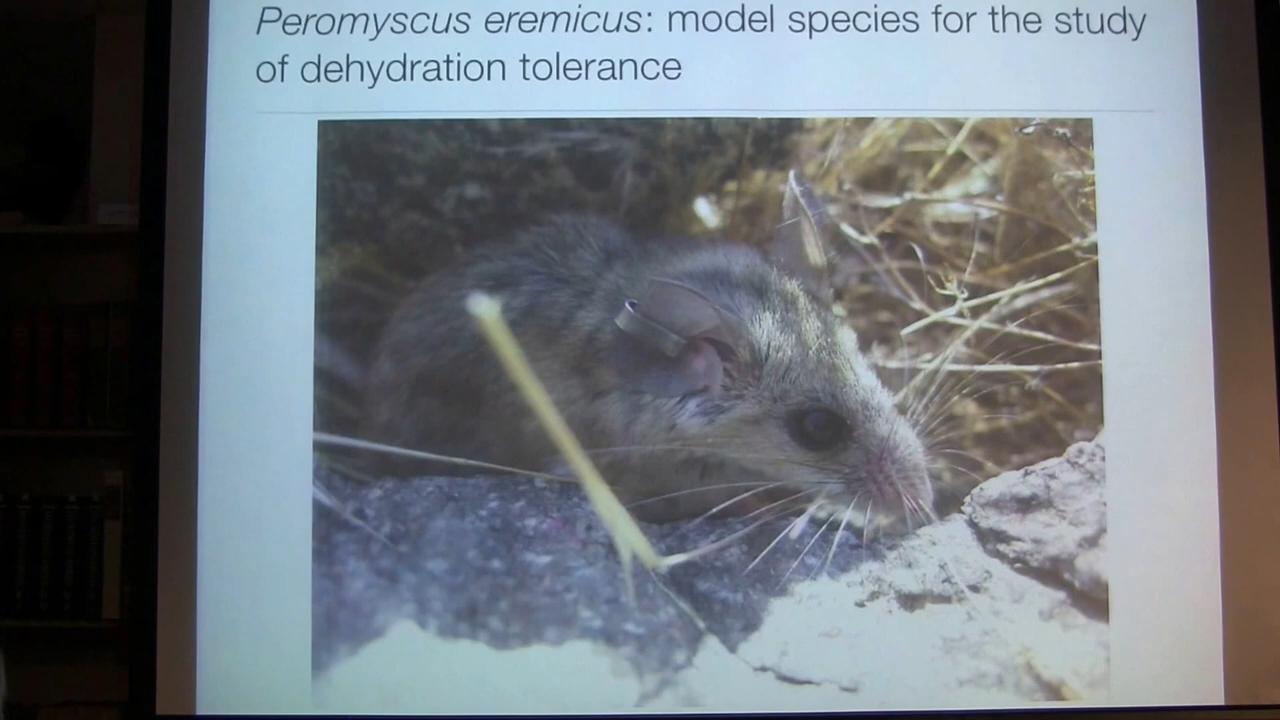 Peromyscus eremicus: model species for the study
of dehydration tolerance